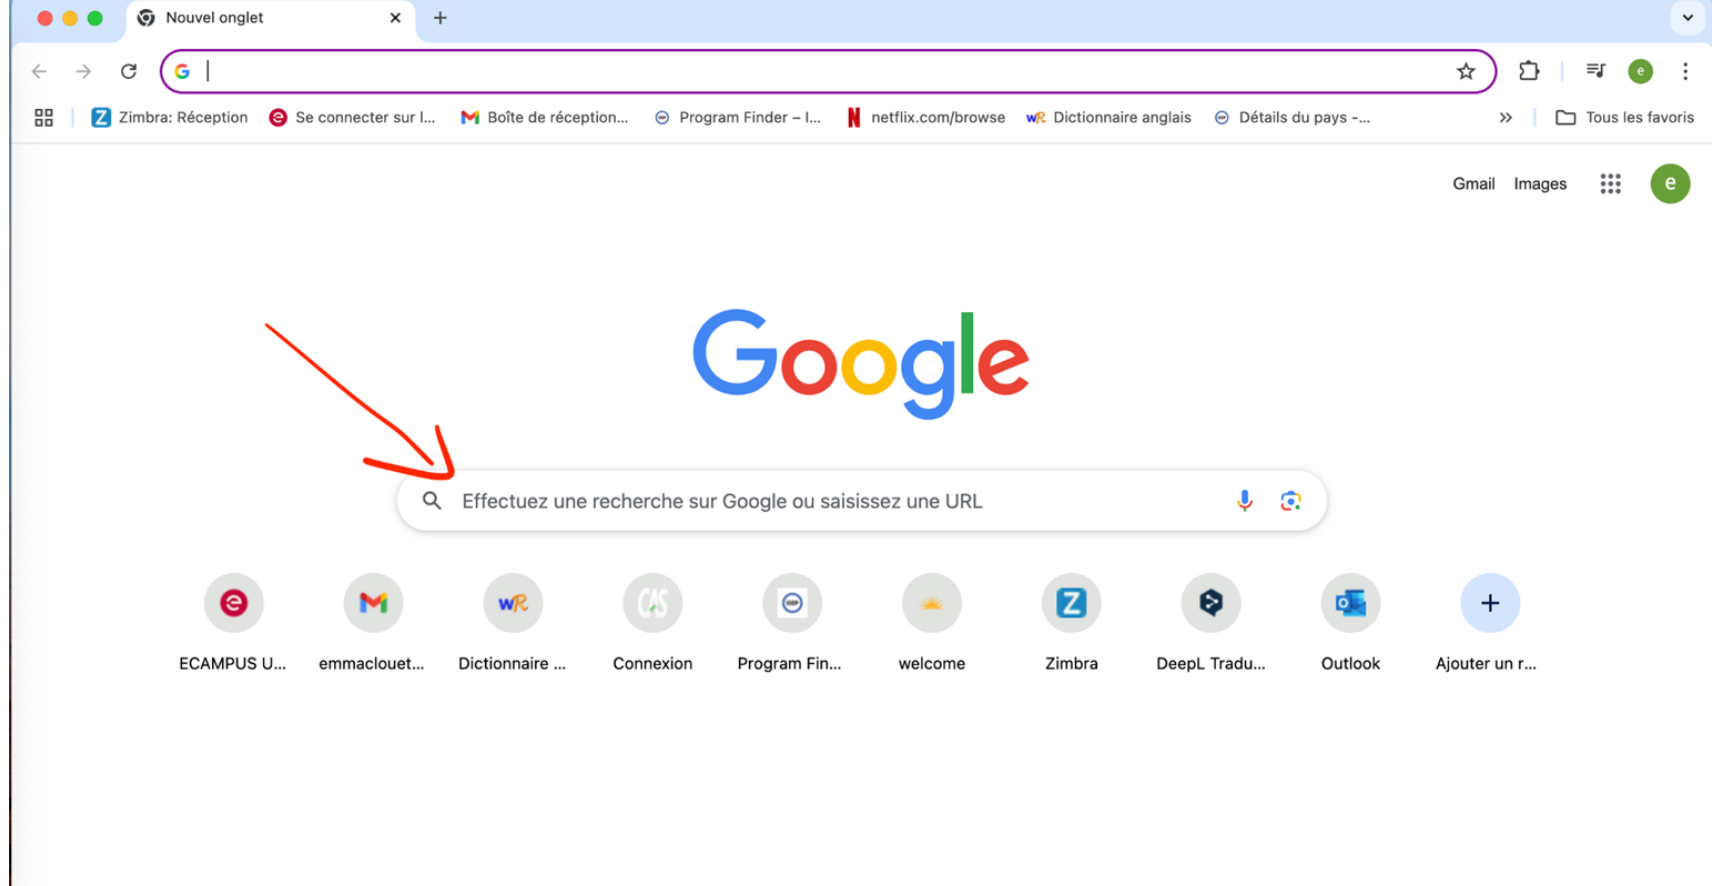 Nouvel onglet
Zimbra: Réception Se connecter sur l... Boîte de réception... Program Finder – I... netflix.com/browse Dictionnaire anglais Détails du pays -... Tous les favoris
Gmail Images e
Google
Effectuez une recherche sur Google ou saisissez une URL
ECAMPUS U... emmaclouet... Dictionnaire ... Connexion Program Fin... welcome Zimbra DeepL Tradu... Outlook Ajouter un r...